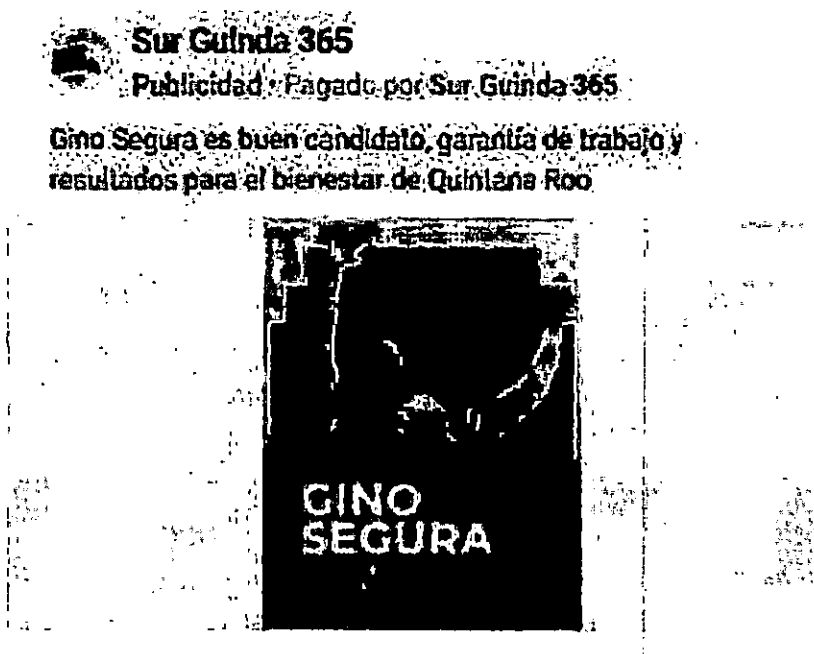 Sur Guinda 365
Publicidad · Pagado por Sur Guinda 365
Gino Segura es buen candidato, garantía de trabajo y
resultados para el bienestar de Quintana Roo
GINO
SEGURA